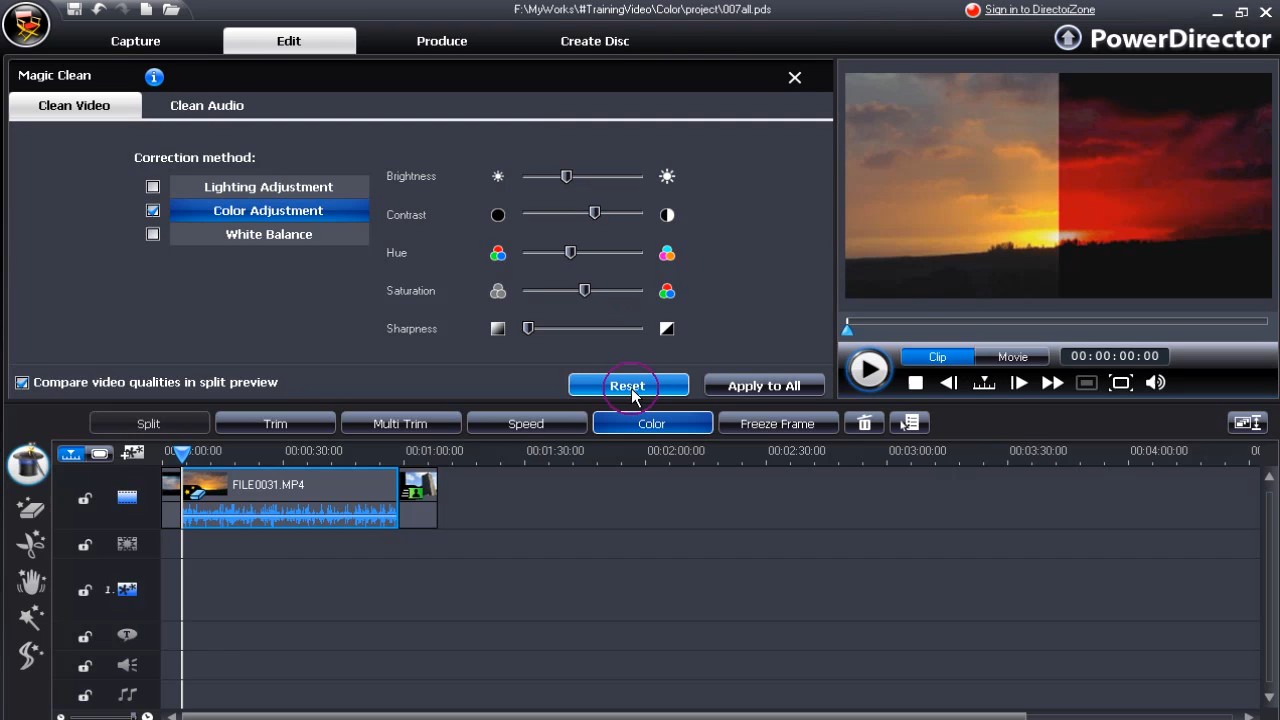 F:\MyWorks\#TrainingVideo\Color\project\007all.pds
Sign in to DirectorZone
Capture
Edit
Produce
Create Disc
PowerDirector
Magic Clean
Clean Video
Clean Audio
Correction method:
Lighting Adjustment
Color Adjustment
White Balance
Brightness
Contrast
Hue
Saturation
Sharpness
Compare video qualities in split preview
Reset
Apply to All
Clip
Movie
00:00:00:00
Split
Trim
Multi Trim
Speed
Color
Freeze Frame
00:00:30:00
00:01:00:00
00:01:30:00
00:02:00:00
00:02:30:00
00:03:00:00
00:03:30:00
00:04:00:00
FILE0031.MP4
1.
T